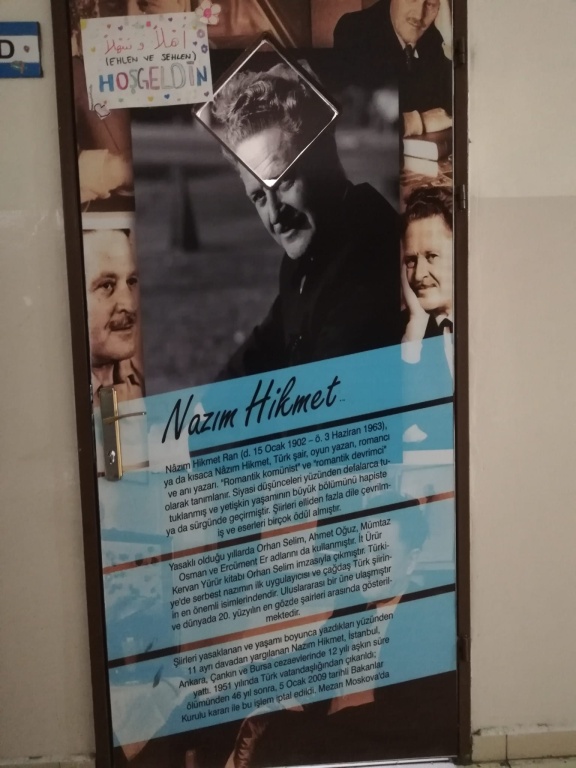 D
أهلاً وسهلاً
(EHLEN VE SEHLEN)
HOŞGELDİN
Nazım Hikmet...
Nâzım Hikmet Ran (d. 15 Ocak 1902 – ö. 3 Haziran 1963),
ya da kısaca Nâzım Hikmet, Türk şair, oyun yazarı, romancı
ve anı yazarı. "Romantik komünist" ve "romantik devrimci"
olarak tanımlanır. Siyasi düşünceleri yüzünden defalarca tu-
tuklanmış ve yetişkin yaşamının büyük bölümünü hapiste
ya da sürgünde geçirmiştir. Şiirleri elliden fazla dile çevrilm-
iş ve eserleri birçok ödül almıştır.
Yasaklı olduğu yıllarda Orhan Selim, Ahmet Oğuz, Mümtaz
Osman ve Ercüment Er adlarını da kullanmıştır. İt Ürür
Kervan Yürür kitabı Orhan Selim imzasıyla çıkmıştır. Türki-
ye'de serbest nazımın ilk uygulayıcısı ve çağdaş Türk şiirin-
in en önemli isimlerindendir. Uluslararası bir üne ulaşmıştır
ve dünyada 20. yüzyılın en gözde şairleri arasında gösteril-
mektedir.
Şiirleri yasaklanan ve yaşamı boyunca yazdıkları yüzünden
11 ayrı davadan yargılanan Nazım Hikmet, İstanbul,
Ankara, Çankırı ve Bursa cezaevlerinde 12 yılı aşkın süre
yattı. 1951 yılında Türk vatandaşlığından çıkarıldı;
ölümünden 46 yıl sonra, 5 Ocak 2009 tarihli Bakanlar
Kurulu kararı ile bu işlem iptal edildi. Mezarı Moskova'da